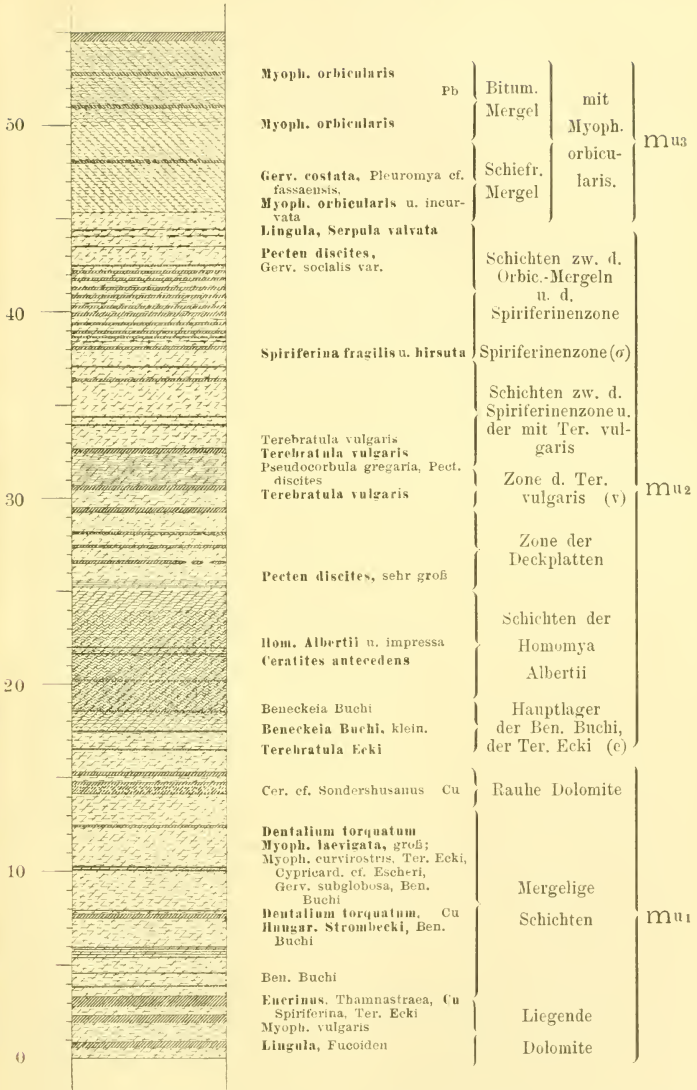 Myoph. orbicularis
Pb
Bitum.
Mergel
mit
Myoph.
orbicu-
laris.
mu3
50
Myoph. orbicularis
Gerv. costata, Pleuromya cf.
fassaensis,
Myoph. orbicularis u. incur-
vata
Schiefr.
Mergel
Lingula, Serpula valvata
Pecten discites,
Gerv. socialis var.
Schichten zw. d.
Orbic.-Mergeln
u. d.
Spiriferinenzone
40
Spiriferina fragilis u. hirsuta
Spiriferinenzone (σ)
Schichten zw. d.
Spiriferinenzone u.
der mit Ter. vul-
garis
Terebratula vulgaris
Terebratula vulgaris
Pseudocorbula gregaria, Pect.
discites
Terebratula vulgaris
Zone d. Ter.
vulgaris (v)
mu2
30
Zone der
Deckplatten
Pecten discites, sehr groß
Schichten der
Homomya
Albertii
Hom. Albertii u. impressa
Ceratites antecedens
20
Beneckeia Buchi
Beneckeia Buchi, klein.
Terebratula Ecki
Hauptlager
der Ben. Buchi,
der Ter. Ecki (e)
Cer. cf. Sondershusanus Cu
Rauhe Dolomite
Dentalium torquatum
Myoph. laevigata, groß;
Myoph. curvirostris, Ter. Ecki,
Cypricard. cf. Escheri,
Gerv. subglobosa, Ben.
Buchi
10
Dentalium torquatum, Cu
Hungar. Strombecki, Ben.
Buchi
Mergelige
Schichten
mu1
Ben. Buchi
Encrinus, Thamnastraea, Cu
Spiriferina, Ter. Ecki
Myoph. vulgaris
Lingula, Fucoiden
Liegende
Dolomite
0